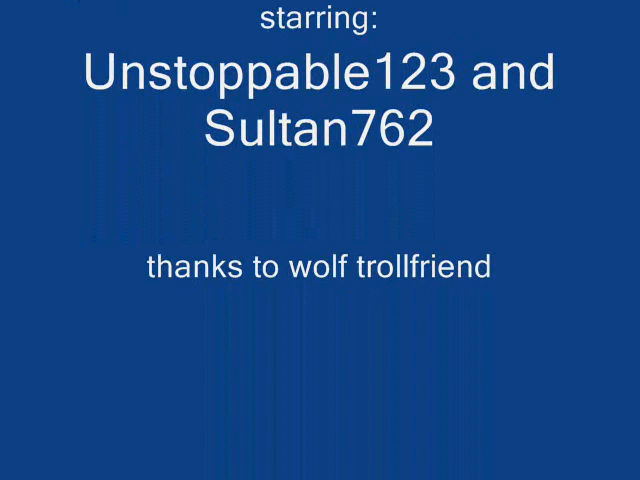 starring:
Unstoppable123 and
Sultan762
thanks to wolf trollfriend